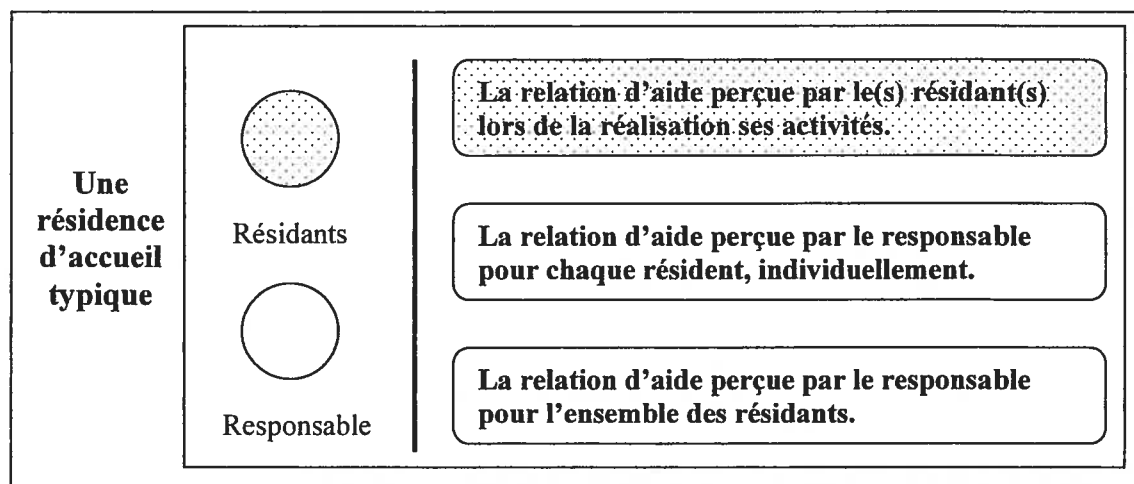 Une
résidence
d'accueil
typique
Résidants
Responsable
La relation d'aide perçue par le(s) résidant(s)
lors de la réalisation ses activités.
La relation d'aide perçue par le responsable
pour chaque résident, individuellement.
La relation d'aide perçue par le responsable
pour l'ensemble des résidants.